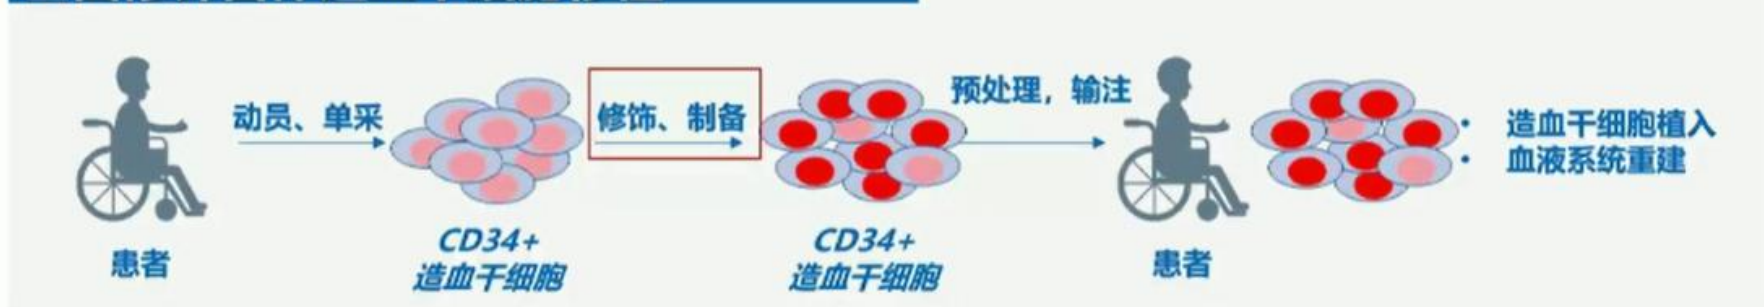 动员、单采
修饰、制备
预处理，输注
• 造血干细胞植入
• 血液系统重建
患者
CD34+
造血干细胞
CD34+
造血干细胞
患者